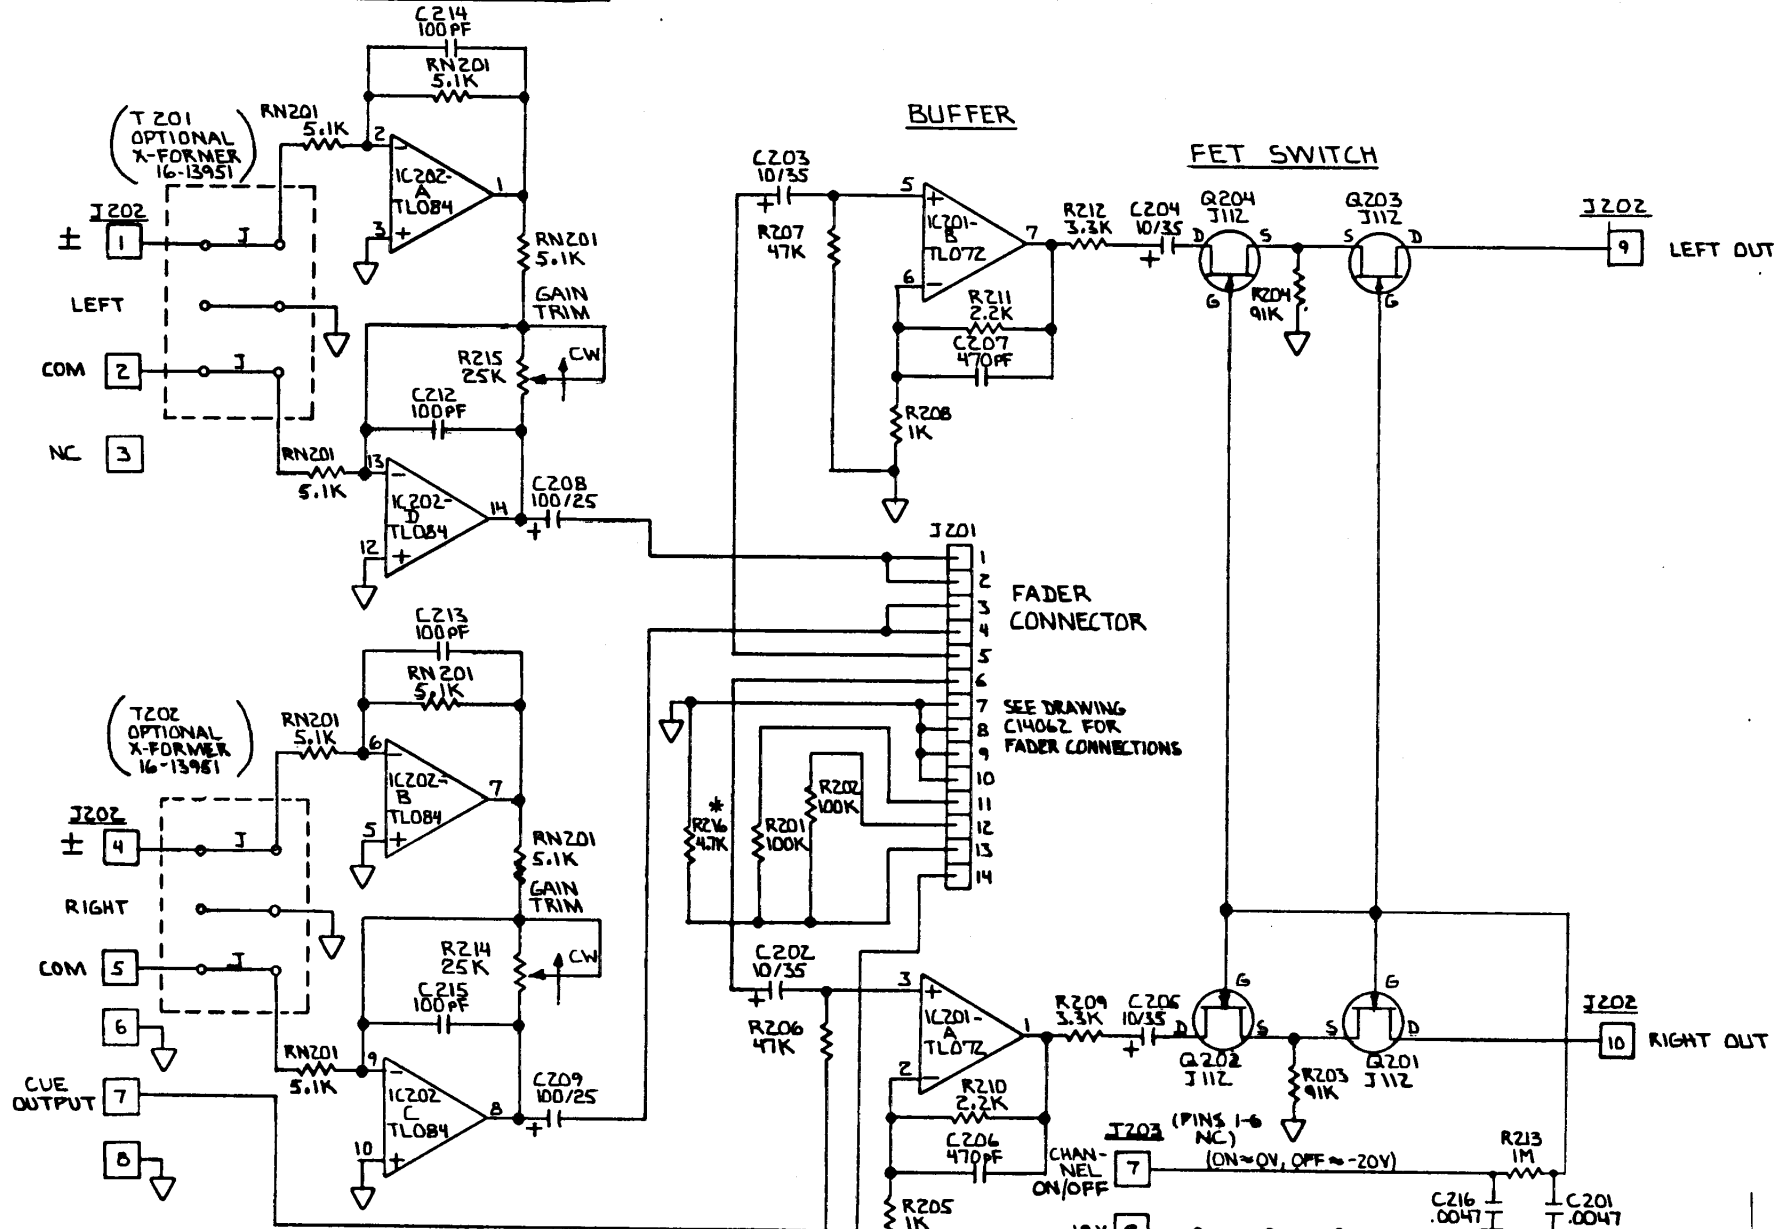 C214
100PF
RN201
5.1K
(T201
OPTIONAL
X-FORMER
16-13951)
RN201
5.1K
2
-
IC202-
A
TL084
1
3
+
J202
±
1
J
RN201
5.1K
LEFT
GAIN
TRIM
COM
2
J
R215
25K
CW
C212
100PF
NC
3
RN201
5.1K
13
-
IC202-
D
TL084
14
12
+
C208
100/25
+
BUFFER
C203
10/35
+
R207
47K
5
+
IC201-
B
TL072
7
6
-
R211
2.2K
C207
470PF
R208
1K
R212
3.3K
C204
10/35
+
FET SWITCH
Q204
J112
D
S
G
R204
91K
Q203
J112
S
D
G
J202
9
LEFT OUT
J201
1
2
3
4
5
6
7
8
9
10
11
12
13
14
FADER
CONNECTOR
SEE DRAWING
C14062 FOR
FADER CONNECTIONS
*
R216
4.7K
R201
100K
R202
100K
C213
100PF
RN201
5.1K
(T202
OPTIONAL
X-FORMER
16-13951)
RN201
5.1K
6
-
IC202-
B
TL084
7
5
+
J202
±
4
J
RN201
5.1K
RIGHT
GAIN
TRIM
COM
5
J
R214
25K
CW
C215
100PF
6
RN201
5.1K
9
-
IC202
C
TL084
8
10
+
C209
100/25
+
CUE
OUTPUT
7
8
C202
10/35
+
R206
47K
3
+
IC201-
A
TL072
1
2
-
R210
2.2K
C206
470PF
R205
1K
R209
3.3K
C206
10/35
+
D
G
S
Q202
J112
R203
91K
S
G
D
Q201
J112
J202
10
RIGHT OUT
J203
(PINS 1-6
NC)
CHAN-
NEL
ON/OFF
7
(ON≈0V, OFF≈-20V)
R213
1M
C216
.0047
C201
.0047